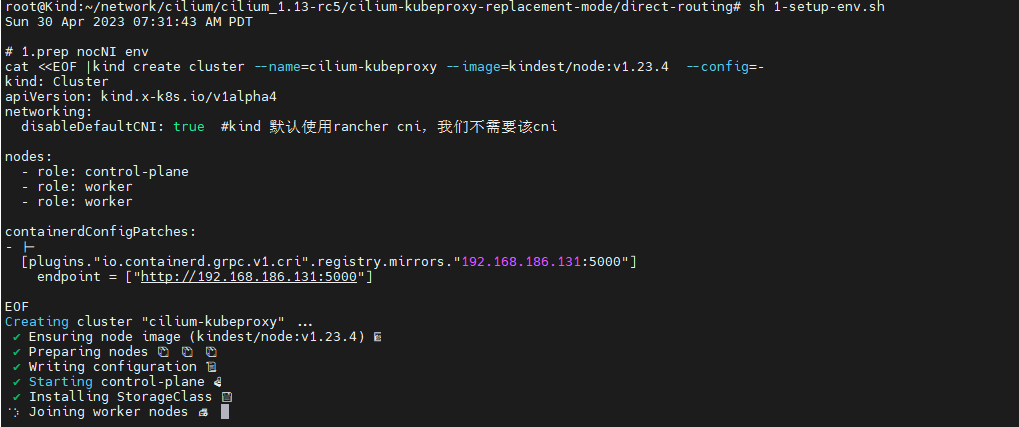 root@Kind:~/network/cilium/cilium_1.13-rc5/cilium-kubeproxy-replacement-mode/direct-routing# sh 1-setup-env.sh
Sun 30 Apr 2023 07:31:43 AM PDT
# 1.prep nocNI env
cat <<EOF |kind create cluster --name=cilium-kubeproxy --image=kindest/node:v1.23.4  --config=-
kind: Cluster
apiVersion: kind.x-k8s.io/v1alpha4
networking:
  disableDefaultCNI: true  #kind 默认使用rancher cni，我们不需要该cni
nodes:
  - role: control-plane
  - role: worker
  - role: worker
containerdConfigPatches:
- |-
  [plugins."io.containerd.grpc.v1.cri".registry.mirrors."192.168.186.131:5000"]
    endpoint = ["http://192.168.186.131:5000"]
EOF
Creating cluster "cilium-kubeproxy" ...
 ✓ Ensuring node image (kindest/node:v1.23.4) 🖼
 ✓ Preparing nodes 📦 📦 📦
 ✓ Writing configuration 📜
 ✓ Starting control-plane 🕹
 ✓ Installing StorageClass 💾
 Joining worker nodes 🚜